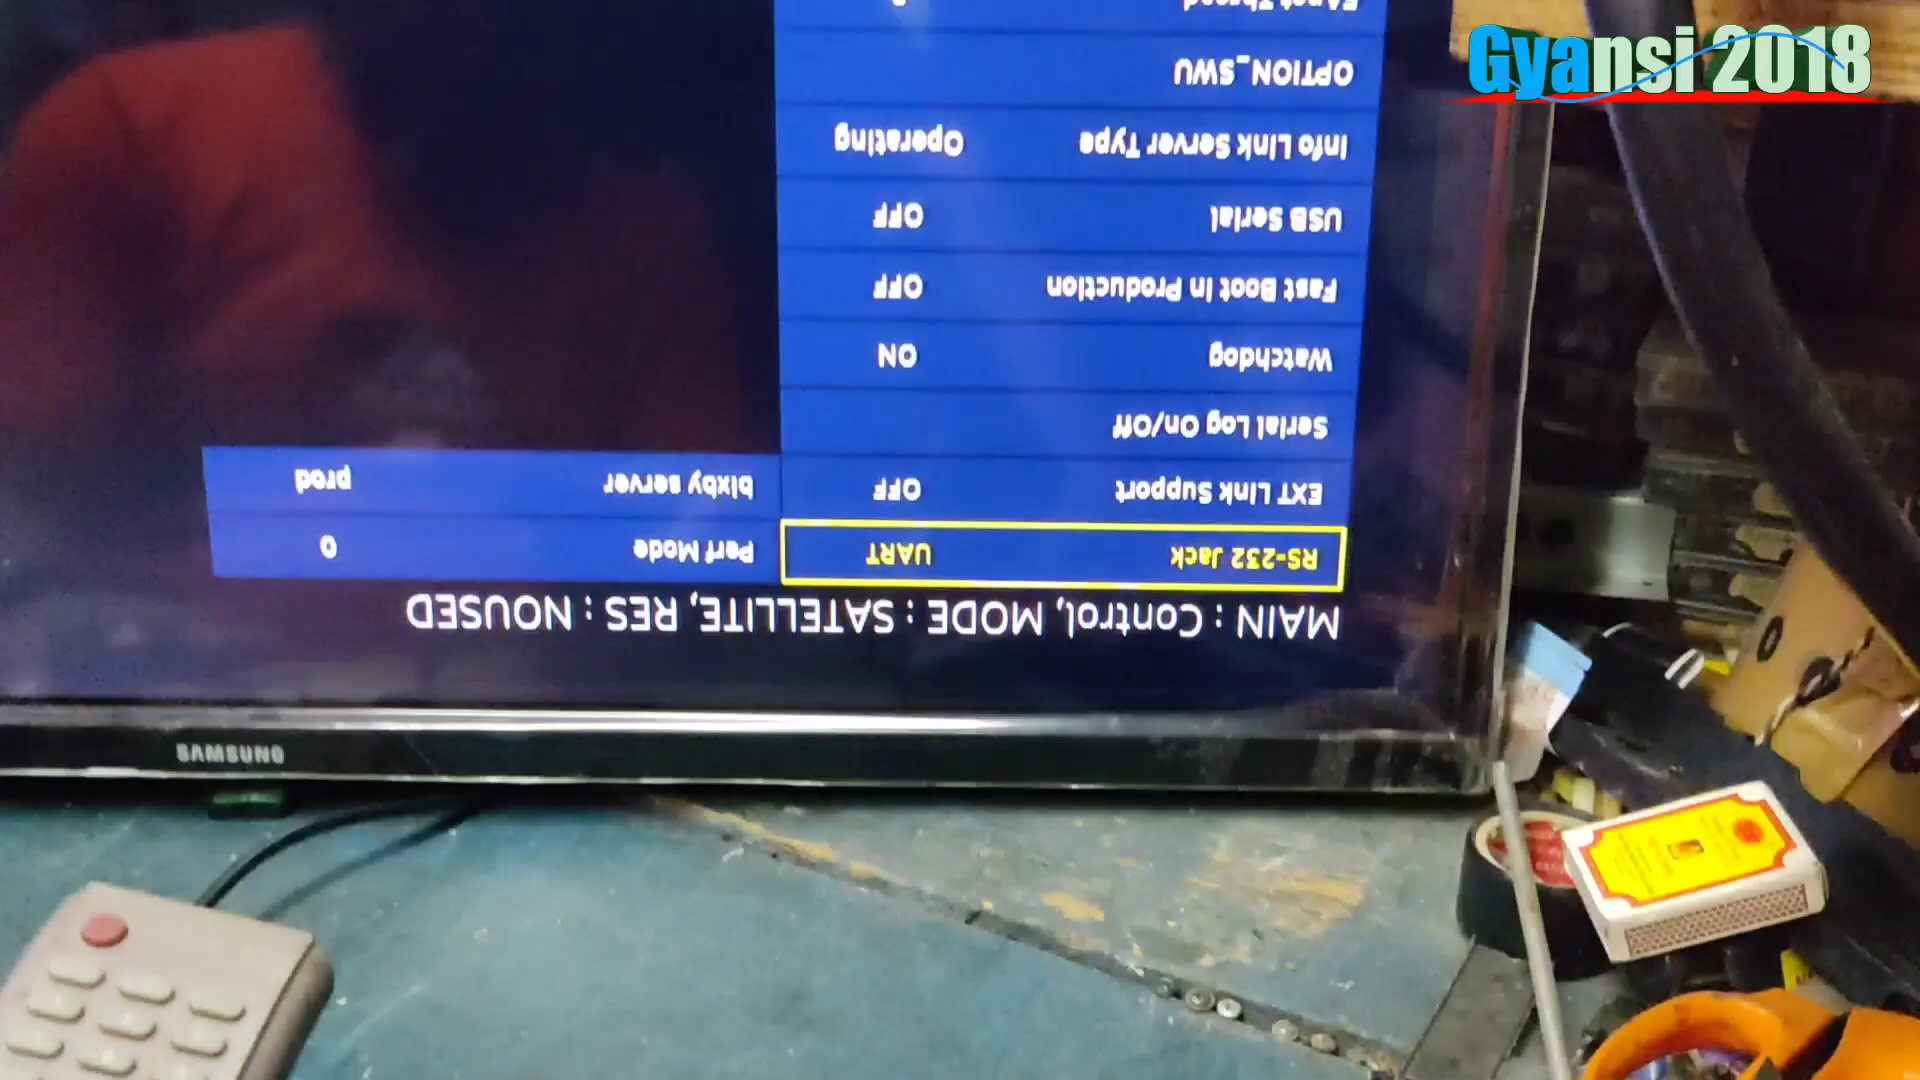 Gyansi 2018
MAIN : Control, MODE : SATELLITE, RES : NOUSED
RS-232 Jack UART
EXT Link Support OFF
Serial Log On/Off
Watchdog ON
Fast Boot In Production OFF
USB Serial OFF
Info Link Server Type Operating
OPTION_SWU
Perf Mode 0
bixby server prod
SAMSUNG